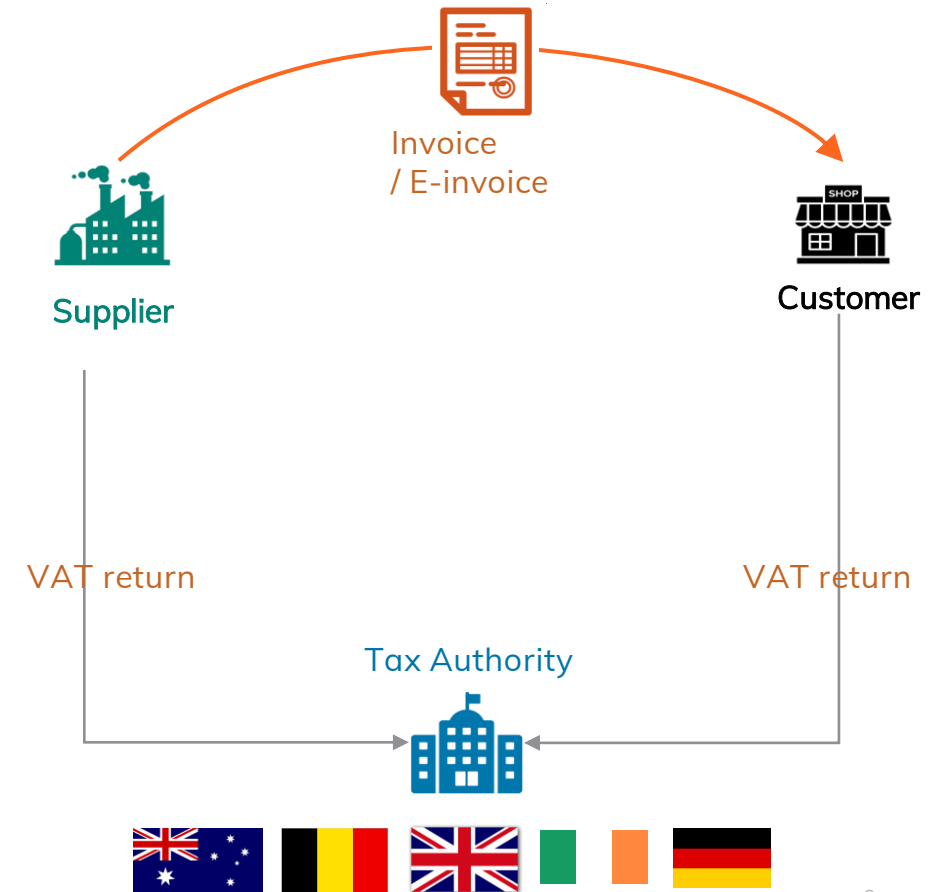 Invoice
/ E-invoice
SHOP
Supplier
Customer
VAT return
VAT return
Tax Authority